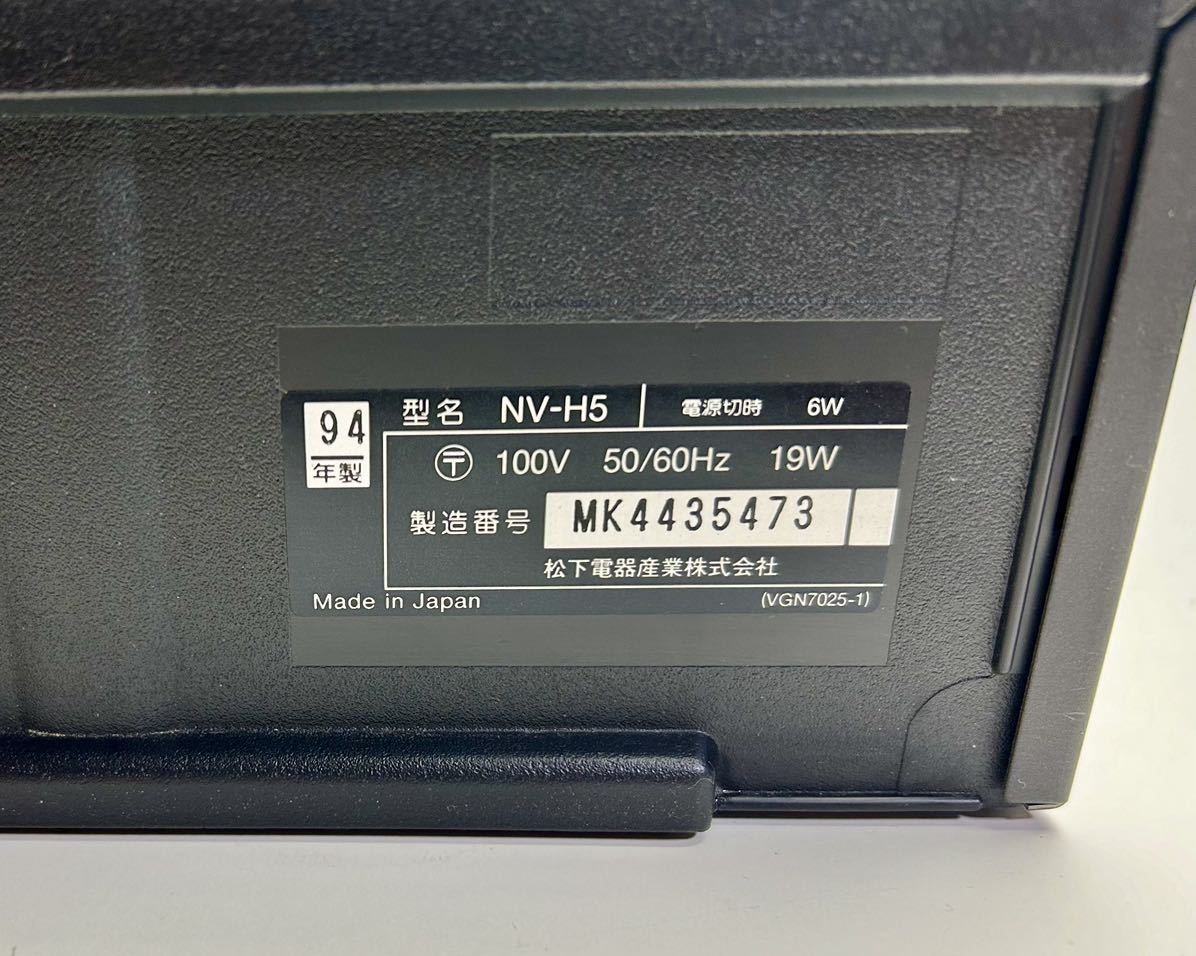 94
年製
型名 NV-H5 電源切時 6W
〒 100V 50/60Hz 19W
製造番号 MK4435473
松下電器産業株式会社
Made in Japan (VGN7025-1)